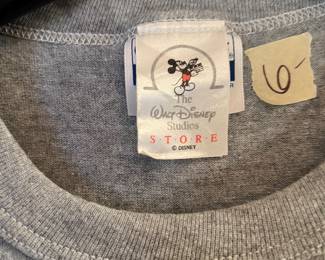 The
Walt Disney
Studios
STORE
© DISNEY
6-